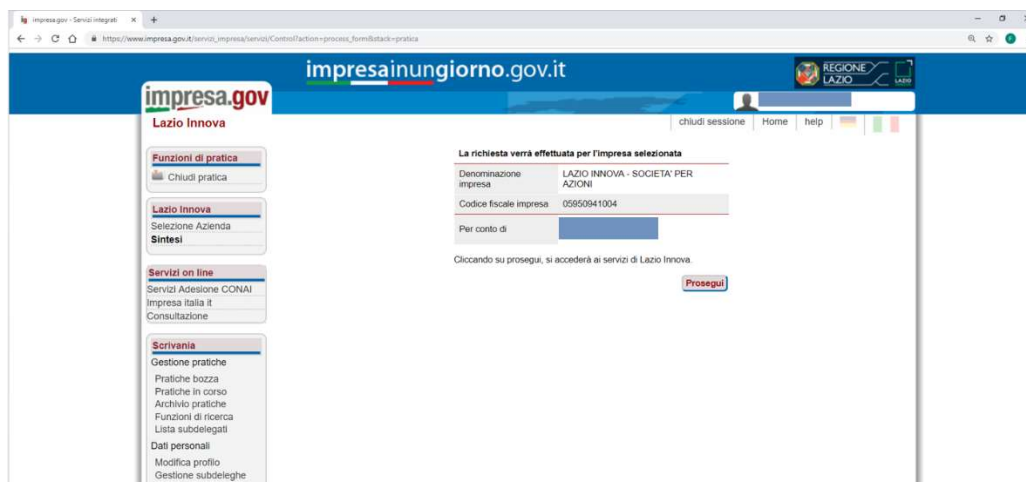 impresa.gov - Servizi integrati
https://www.impresa.gov.it/servizi_impresa/servizi/Control?action=process_form&stack=pratica
impresainungiorno.gov.it
REGIONE LAZIO
LAZIO
impresa.gov
Lazio Innova
chiudi sessione Home help
Funzioni di pratica
Chiudi pratica
Lazio Innova
Selezione Azienda
Sintesi
Servizi on line
Servizi Adesione CONAI
Impresa italia it
Consultazione
Scrivania
Gestione pratiche
Pratiche bozza
Pratiche in corso
Archivio pratiche
Funzioni di ricerca
Lista subdelegati
Dati personali
Modifica profilo
Gestione subdeleghe
La richiesta verrà effettuata per l'impresa selezionata
Denominazione impresa LAZIO INNOVA - SOCIETA' PER
AZIONI
Codice fiscale impresa 05950941004
Per conto di
Cliccando su prosegui, si accederà ai servizi di Lazio Innova
Prosegui